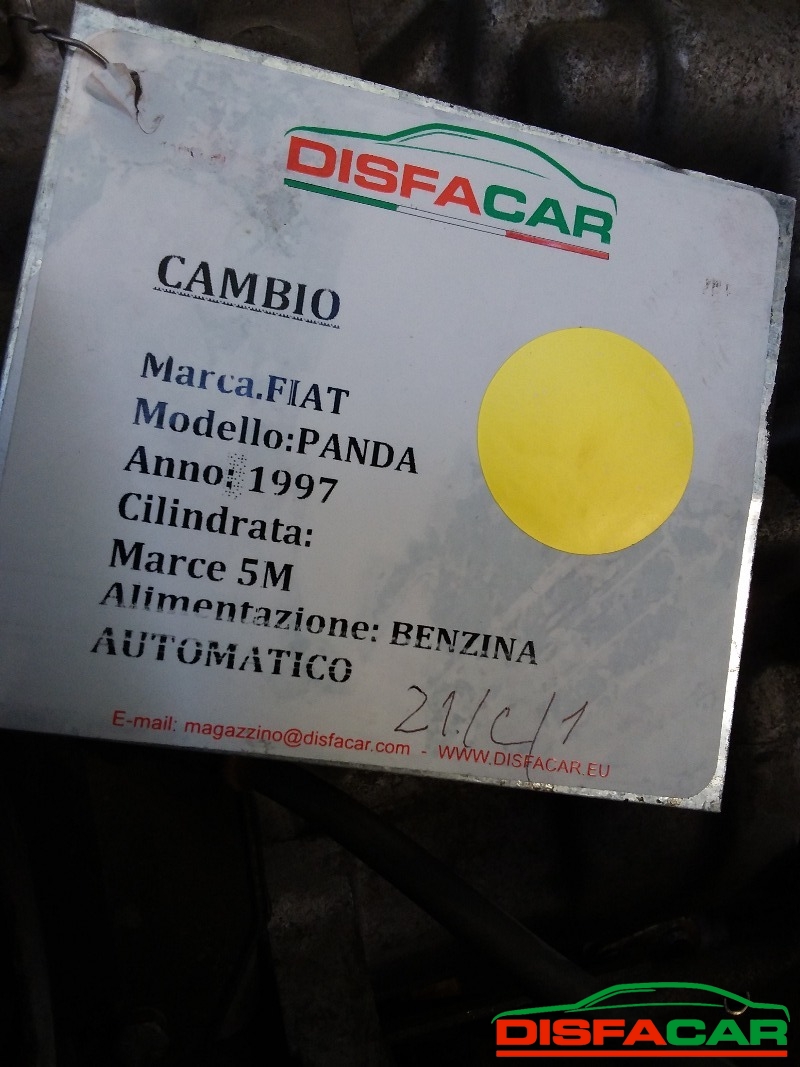 DISFACAR
CAMBIO
Marca.FIAT
Modello:PANDA
Anno: 1997
Cilindrata:
Marce 5M
Alimentazione: BENZINA
AUTOMATICO
21/C/1
E-mail: magazzino@disfacar.com - WWW.DISFACAR.EU
DISFACAR